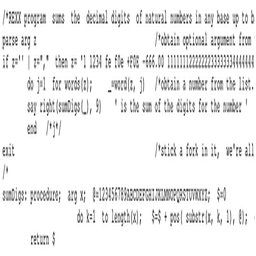 /*REXX program sums the decimal digits of natural numbers in any base up to b
parse arg z /*obtain optional argument from
if z='' | z="," then z= '1 1234 fe f0e +F0E -666.00
do j=1 for words(z); _=word(z, j) /*obtain a number from the list.
say right(sumDigs(_), 9) ' is the sum of the digits for the number '
end /*j*/
exit /*stick a fork in it, we're all
/*
sumDigs: procedure; arg x; @=123456789ABCDEFGHIJKLMNOPQRSTUVWXYZ; $=0
do k=1 to length(x); $=$ + pos( substr(x, k, 1), @);
return $